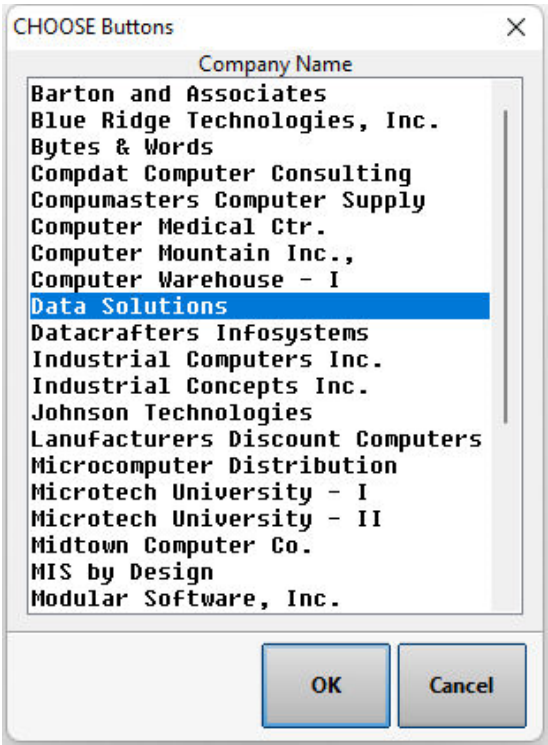 CHOOSE Buttons
Company Name
Barton and Associates
Blue Ridge Technologies, Inc.
Bytes & Words
Compdat Computer Consulting
Compumasters Computer Supply
Computer Medical Ctr.
Computer Mountain Inc.,
Computer Warehouse - I
Data Solutions
Datacrafters Infosystems
Industrial Computers Inc.
Industrial Concepts Inc.
Johnson Technologies
Lanufacturers Discount Computers
Microcomputer Distribution
Microtech University - I
Microtech University - II
Midtown Computer Co.
MIS by Design
Modular Software, Inc.
OK Cancel